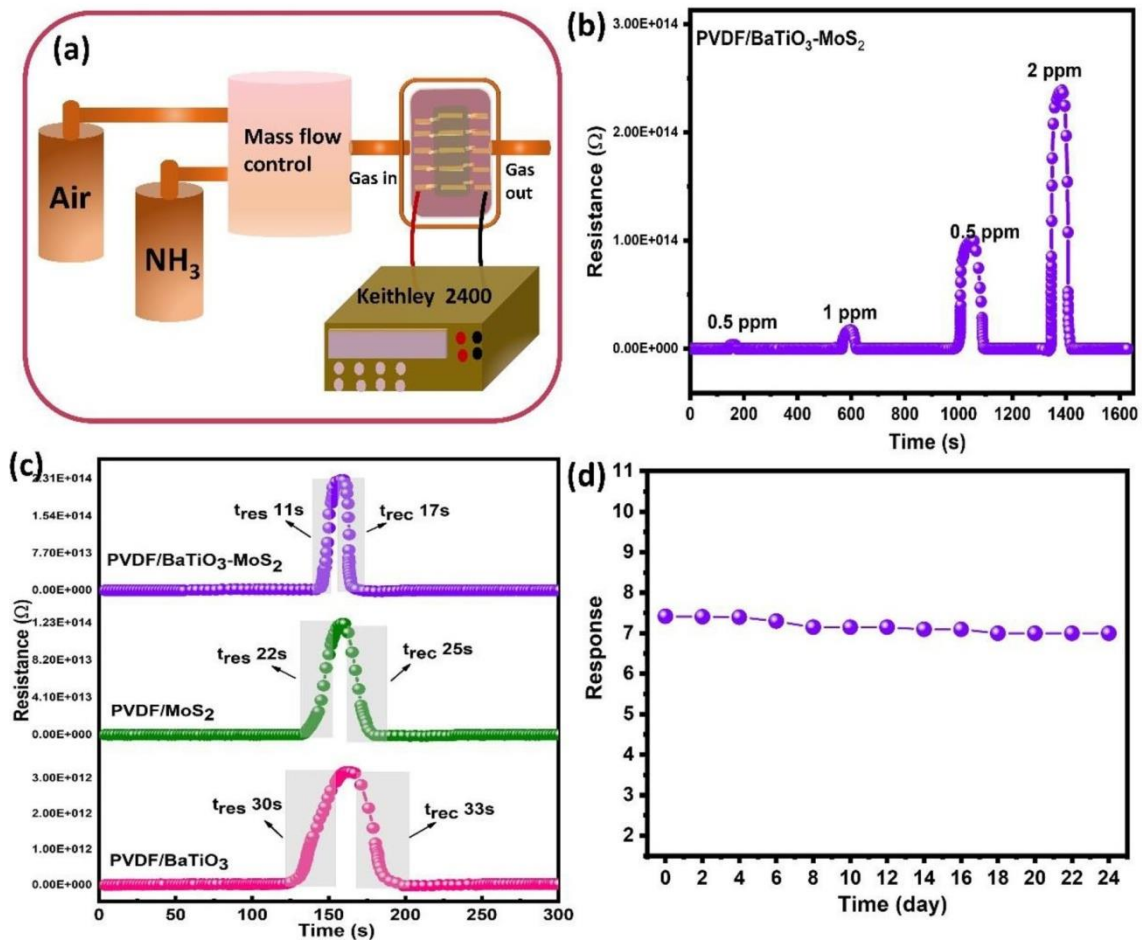 (a)
Air
NH3
Mass flow
control
Gas in
Gas
out
Keithley 2400
(b)
PVDF/BaTiO3-MoS2
3.00E+014
2.00E+014
1.00E+014
0.00E+000
Resistance (Ω)
0.5 ppm
1 ppm
0.5 ppm
2 ppm
0 200 400 600 800 1000 1200 1400 1600
Time (s)
(c)
2.31E+014
1.54E+014
7.70E+013
0.00E+000
tres 11s
trec 17s
PVDF/BaTiO3-MoS2
1.23E+014
8.20E+013
4.10E+013
0.00E+000
tres 22s
trec 25s
PVDF/MoS2
3.00E+012
2.00E+012
1.00E+012
0.00E+000
tres 30s
trec 33s
PVDF/BaTiO3
Resistance (Ω)
0 50 100 150 200 250 300
Time (s)
(d)
11
10
9
8
7
6
5
4
3
2
Response
0 2 4 6 8 10 12 14 16 18 20 22 24
Time (day)